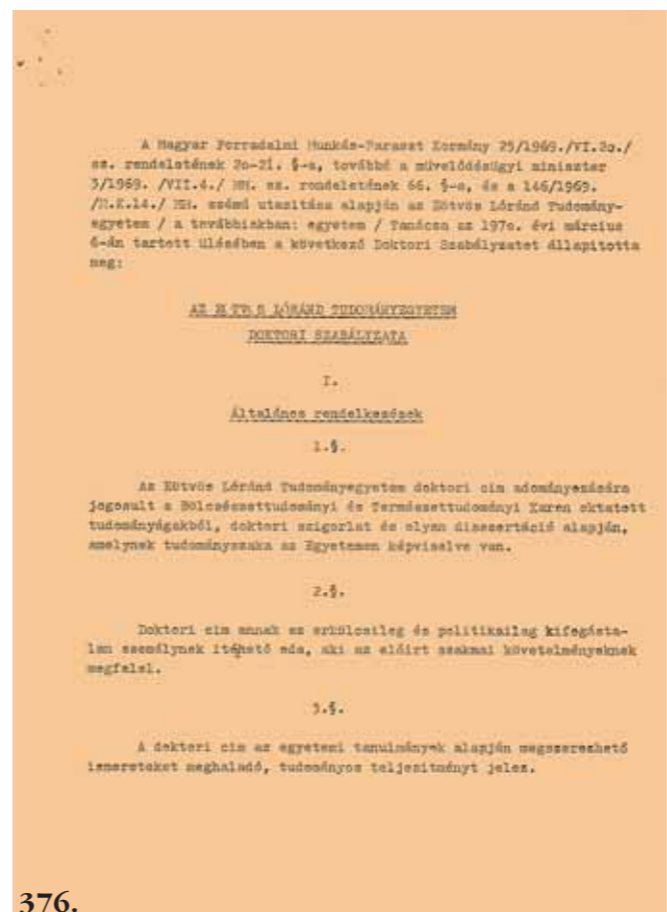 A Magyar Forradalmi Munkás-Paraszt Kormány 25/1969./VI.2o./
sz. rendeletének 2o-21. §-a, továbbá a művelődésügyi miniszter
3/1969. /VII.4./ MM. sz. rendeletének 66. §-a, és a 146/1969.
/M.K.14./ MM. számú utasítása alapján az Eötvös Lóránd Tudomány-
egyetem / a továbbiakban: egyetem / Tanácsa az 197o. évi március
6-án tartott ülésében a következő Doktori Szabályzatot állapította
meg:
AZ EÖTVÖS LÓRÁND TUDOMÁNYEGYETEM
DOKTORI SZABÁLYZATA
I.
Általános rendelkezések
1.§.
Az Eötvös Lóránd Tudományegyetem doktori cím adományozására
jogosult a Bölcsészettudományi és Természettudományi Karon oktatott
tudományágakból, doktori szigorlat és olyan disszertáció alapján,
amelynek tudományszaka az Egyetemen képviselve van.
2.§.
Doktori cím annak az erkölcsileg és politikailag kifogásta-
lan személynek ítélhető oda, aki az előírt szakmai követelményeknek
megfelel.
3.§.
A doktori cím az egyetemi tanulmányok alapján megszerezhető
ismereteket meghaladó, tudományos teljesítményt jelez.
376.